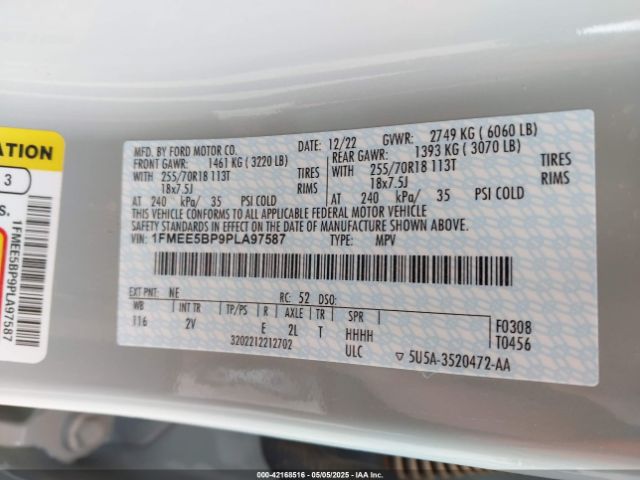 ATION
3
S.
1FMEE5BP9PLA97587
MFD. BY FORD MOTOR CO.
12/22
GVWR: 2749 KG ( 6060 LB)
FRONT GAWR: 1461 KG ( 3220 LB)
REAR GAWR: 1393 KG ( 3070 LB)
WITH 255/70R18 113T TIRES
WITH 255/70R18 113T TIRES
18x7.5J RIMS
18x7.5J RIMS
AT 240 kPa/ 35 PSI COLD
AT 240 kPa/ 35 PSI COLD
THIS VEHICLE CONFORMS TO ALL APPLICABLE FEDERAL MOTOR VEHICLE
SAFETY STANDARDS IN EFFECT ON THE DATE OF MANUFACTURE SHOWN ABOVE.
VIN: 1FMEE5BP9PLA97587 TYPE: MPV
EXT PNT: NE RC: 52 DSO:
WB INT TR TP/PS R AXLE TR SPR
116 2V E 2L T HHHH
3202212212702 ULC
F0308
T0456
▽ 5U5A-3520472-AA
000-42168516 - 05/05/2025 - IAA